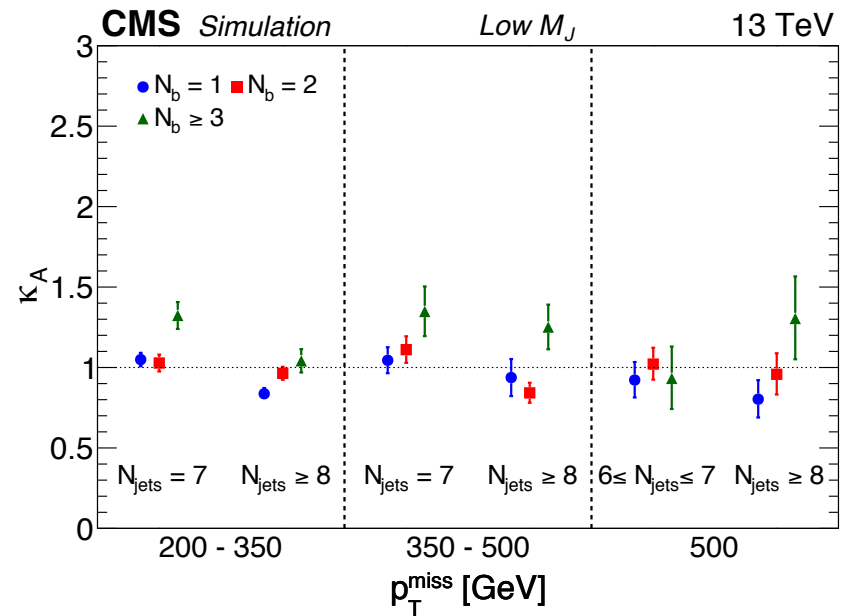 CMS Simulation Low M_J 13 TeV
3
N_b = 1 N_b = 2
N_b ≥ 3
2.5
2
1.5
κ_A
1
0.5
N_jets = 7 N_jets ≥ 8 N_jets = 7 N_jets ≥ 8 6≤ N_jets ≤ 7 N_jets ≥ 8
0
200 - 350 350 - 500 500
p_T^miss [GeV]